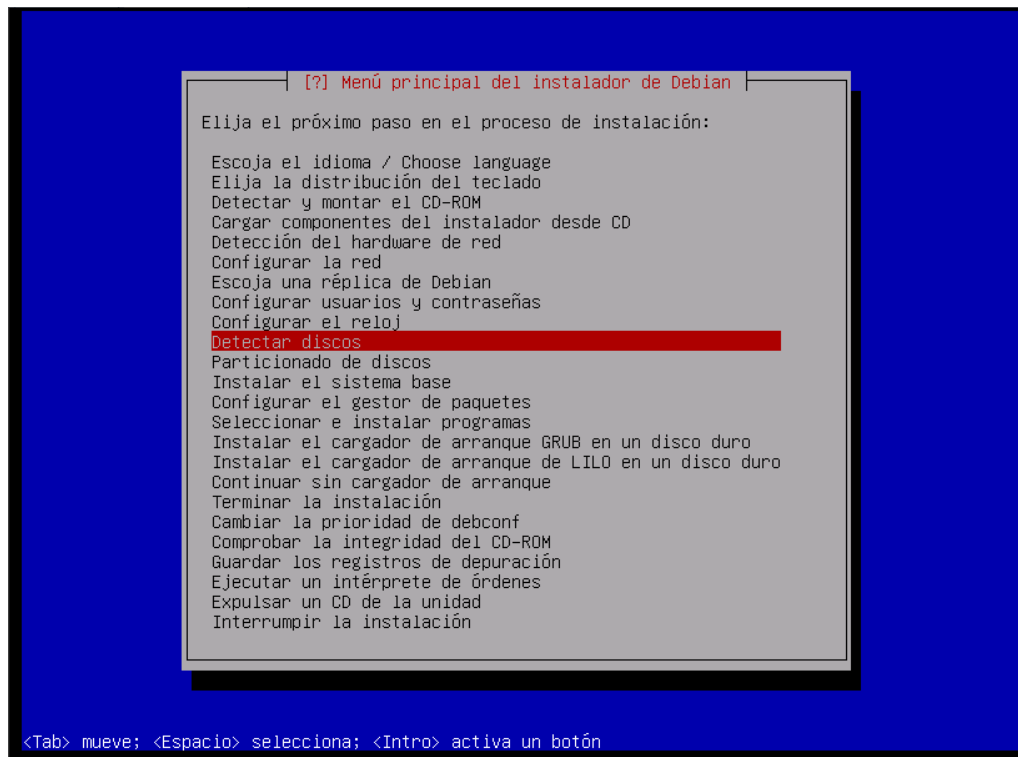 [?] Menú principal del instalador de Debian
Elija el próximo paso en el proceso de instalación:
Escoja el idioma / Choose language
Elija la distribución del teclado
Detectar y montar el CD-ROM
Cargar componentes del instalador desde CD
Detección del hardware de red
Configurar la red
Escoja una réplica de Debian
Configurar usuarios y contraseñas
Configurar el reloj
Detectar discos
Particionado de discos
Instalar el sistema base
Configurar el gestor de paquetes
Seleccionar e instalar programas
Instalar el cargador de arranque GRUB en un disco duro
Instalar el cargador de arranque de LILO en un disco duro
Continuar sin cargador de arranque
Terminar la instalación
Cambiar la prioridad de debconf
Comprobar la integridad del CD-ROM
Guardar los registros de depuración
Ejecutar un intérprete de órdenes
Expulsar un CD de la unidad
Interrumpir la instalación
<Tab> mueve; <Espacio> selecciona; <Intro> activa un botón